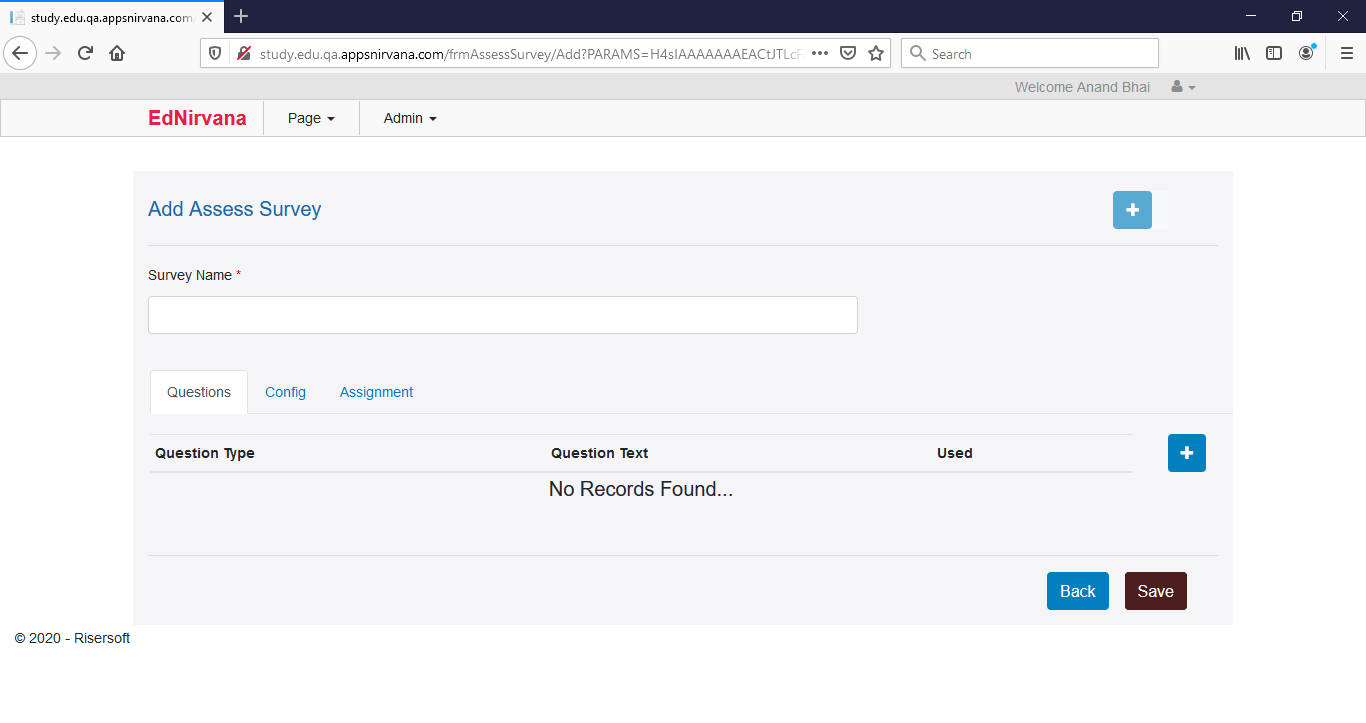 study.edu.qa.appsnirvana.com
study.edu.qa.appsnirvana.com/frmAssessSurvey/Add?PARAMS=H4sIAAAAAAAEACtJTLcF
Search
Welcome Anand Bhai
EdNirvana Page Admin
Add Assess Survey
Survey Name *
Questions Config Assignment
Question Type Question Text Used
No Records Found...
Back Save
© 2020 - Risersoft